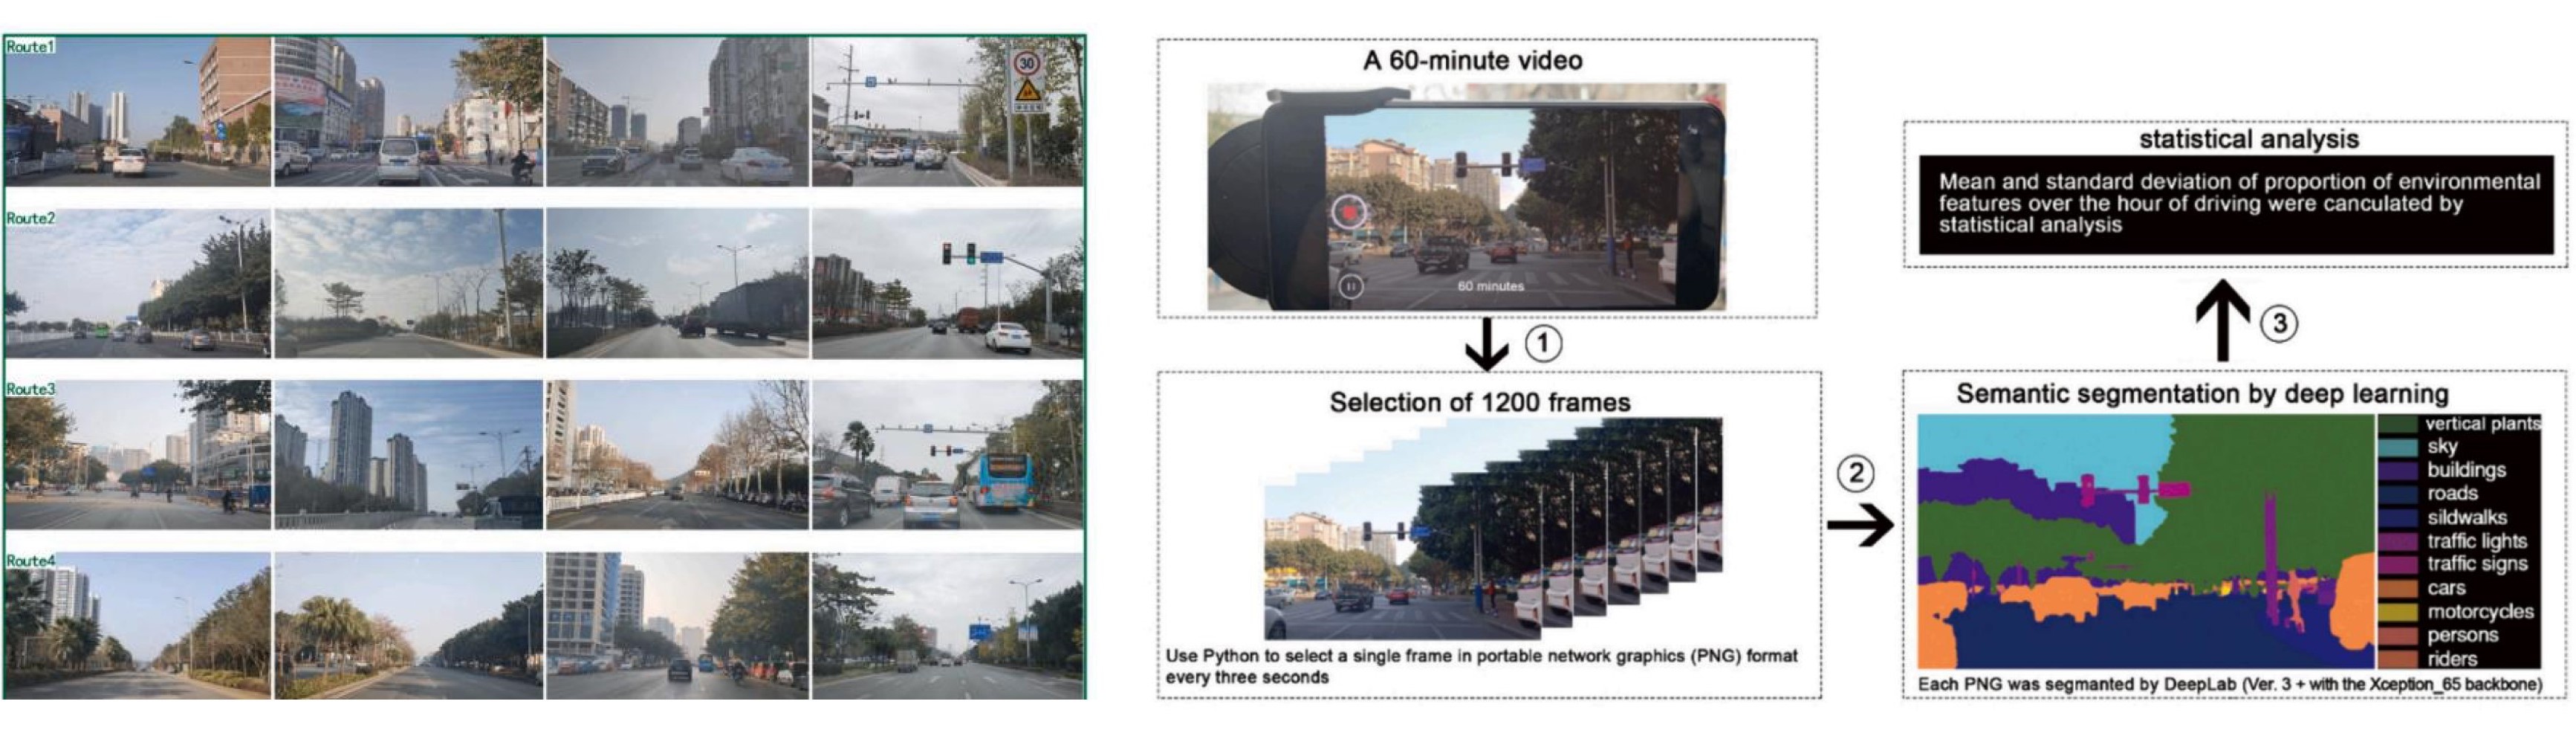 Route1
30
Route2
Route3
Route4
A 60-minute video
60 minutes
1
Selection of 1200 frames
Use Python to select a single frame in portable network graphics (PNG) format
every three seconds
2
Semantic segmentation by deep learning
vertical plants
sky
buildings
roads
sildwalks
traffic lights
traffic signs
cars
motorcycles
persons
riders
Each PNG was segmanted by DeepLab (Ver. 3 + with the Xception_65 backbone)
3
statistical analysis
Mean and standard deviation of proportion of environmental
features over the hour of driving were canculated by
statistical analysis